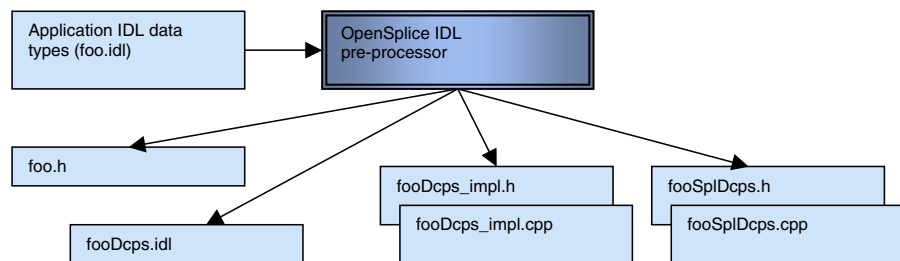 Application IDL data
types (foo.idl)
OpenSplice IDL
pre-processor
foo.h
fooDcps.idl
fooDcps_impl.h
fooDcps_impl.cpp
fooSplDcps.h
fooSplDcps.cpp